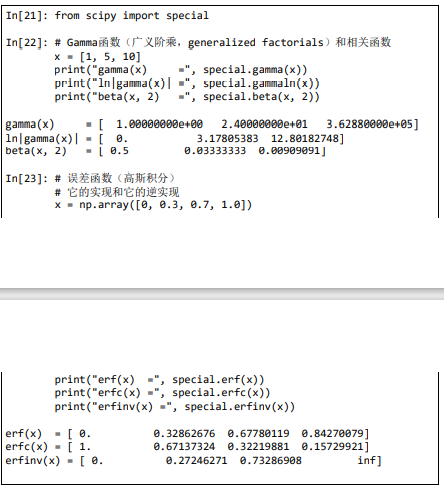 In[21]: from scipy import special
In[22]: # Gamma函数（广义阶乘，generalized factorials）和相关函数
x = [1, 5, 10]
print("gamma(x)     =", special.gamma(x))
print("ln|gamma(x)| =", special.gammaln(x))
print("beta(x, 2)   =", special.beta(x, 2))
gamma(x)     = [  1.00000000e+00   2.40000000e+01   3.62880000e+05]
ln|gamma(x)| = [  0.           3.17805383  12.80182748]
beta(x, 2)   = [ 0.5         0.03333333  0.00909091]
In[23]: # 误差函数（高斯积分）
# 它的实现和它的逆实现
x = np.array([0, 0.3, 0.7, 1.0])
print("erf(x)  =", special.erf(x))
print("erfc(x) =", special.erfc(x))
print("erfinv(x) =", special.erfinv(x))
erf(x)  = [ 0.          0.32862676  0.67780119  0.84270079]
erfc(x) = [ 1.          0.67137324  0.32219881  0.15729921]
erfinv(x) = [ 0.          0.27246271  0.73286908         inf]